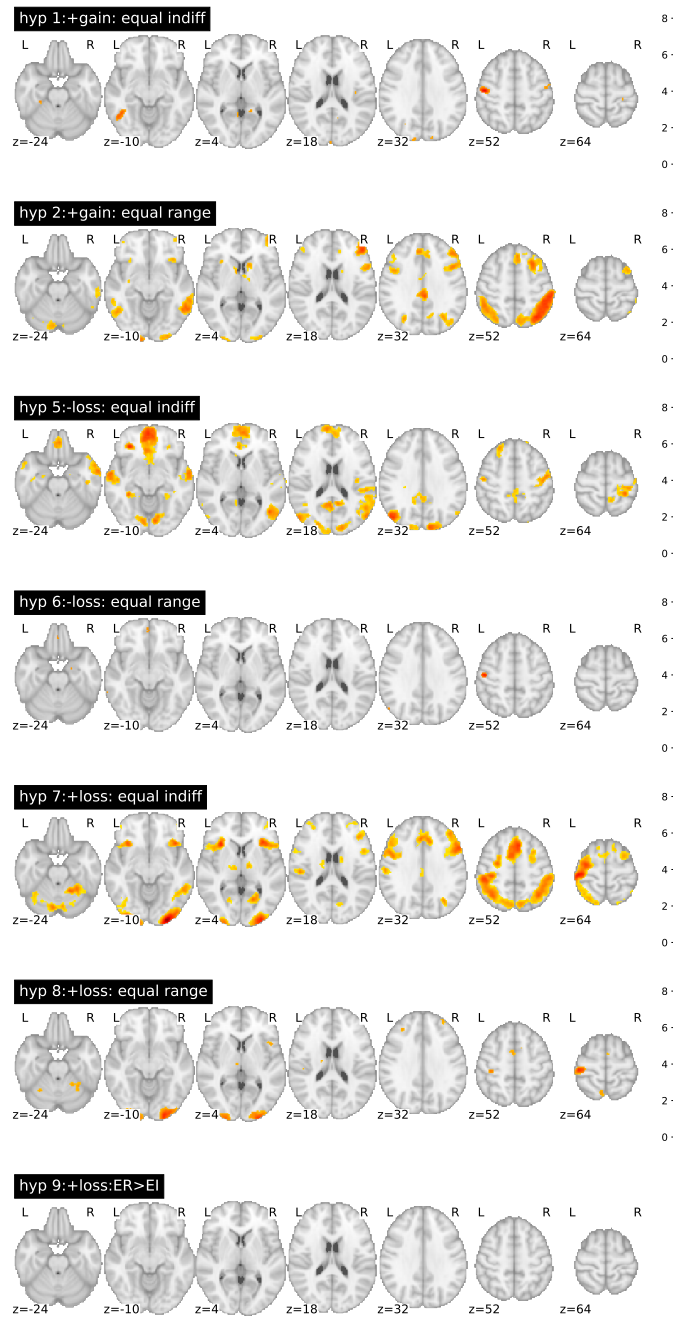 hyp 1:+gain: equal indiff
L R L R L R L R L R L R L R
z=-24 z=-10 z=4 z=18 z=32 z=52 z=64
8
6
4
2
0
hyp 2:+gain: equal range
L R L R L R L R L R L R L R
z=-24 z=-10 z=4 z=18 z=32 z=52 z=64
8
6
4
2
0
hyp 5:-loss: equal indiff
L R L R L R L R L R L R L R
z=-24 z=-10 z=4 z=18 z=32 z=52 z=64
8
6
4
2
0
hyp 6:-loss: equal range
L R L R L R L R L R L R L R
z=-24 z=-10 z=4 z=18 z=32 z=52 z=64
8
6
4
2
0
hyp 7:+loss: equal indiff
L R L R L R L R L R L R L R
z=-24 z=-10 z=4 z=18 z=32 z=52 z=64
8
6
4
2
0
hyp 8:+loss: equal range
L R L R L R L R L R L R L R
z=-24 z=-10 z=4 z=18 z=32 z=52 z=64
8
6
4
2
0
hyp 9:+loss:ER>EI
L R L R L R L R L R L R L R
z=-24 z=-10 z=4 z=18 z=32 z=52 z=64